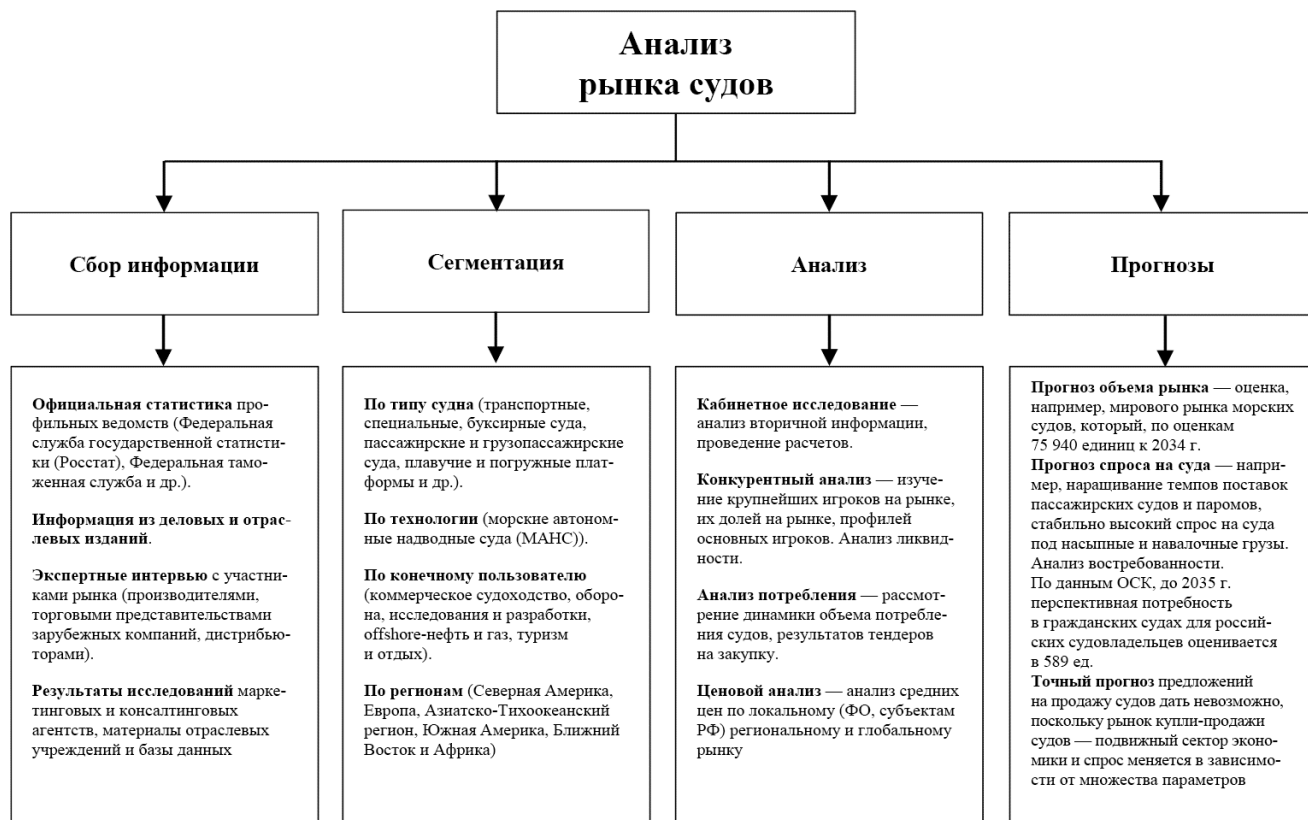 Анализ
рынка судов
Сбор информации
Сегментация
Анализ
Прогнозы
Официальная статистика про-
фильных ведомств (Федеральная
служба государственной статисти-
ки (Росстат), Федеральная тамо-
женная служба и др.).
Информация из деловых и отрас-
левых изданий.
Экспертные интервью с участни-
ками рынка (производителями,
торговыми представительствами
зарубежных компаний, дистрибью-
торами).
Результаты исследований марке-
тинговых и консалтинговых
агентств, материалы отраслевых
учреждений и базы данных
По типу судна (транспортные,
специальные, буксирные суда,
пассажирские и грузопассажирские
суда, плавучие и погружные плат-
формы и др.).
По технологии (морские автоном-
ные надводные суда (МАНС)).
По конечному пользователю
(коммерческое судоходство, оборо-
на, исследования и разработки,
offshore-нефть и газ, туризм
и отдых).
По регионам (Северная Америка,
Европа, Азиатско-Тихоокеанский
регион, Южная Америка, Ближний
Восток и Африка)
Кабинетное исследование —
анализ вторичной информации,
проведение расчетов.
Конкурентный анализ — изуче-
ние крупнейших игроков на рынке,
их долей на рынке, профилей
основных игроков. Анализ ликвид-
ности.
Анализ потребления — рассмот-
рение динамики объема потребле-
ния судов, результатов тендеров
на закупку.
Ценовой анализ — анализ средних
цен по локальному (ФО, субъектам
РФ) региональному и глобальному
рынку
Прогноз объема рынка — оценка,
например, мирового рынка морских
судов, который, по оценкам
75 940 единиц к 2034 г.
Прогноз спроса на суда — напри-
мер, наращивание темпов поставок
пассажирских судов и паромов,
стабильно высокий спрос на суда
под насыпные и навалочные грузы.
Анализ востребованности.
По данным ОСК, до 2035 г.
перспективная потребность
в гражданских судах для россий-
ских судовладельцев оценивается
в 589 ед.
Точный прогноз предложений
на продажу судов дать невозможно,
поскольку рынок купли-продажи
судов — подвижный сектор эконо-
мики и спрос меняется в зависимо-
сти от множества параметров